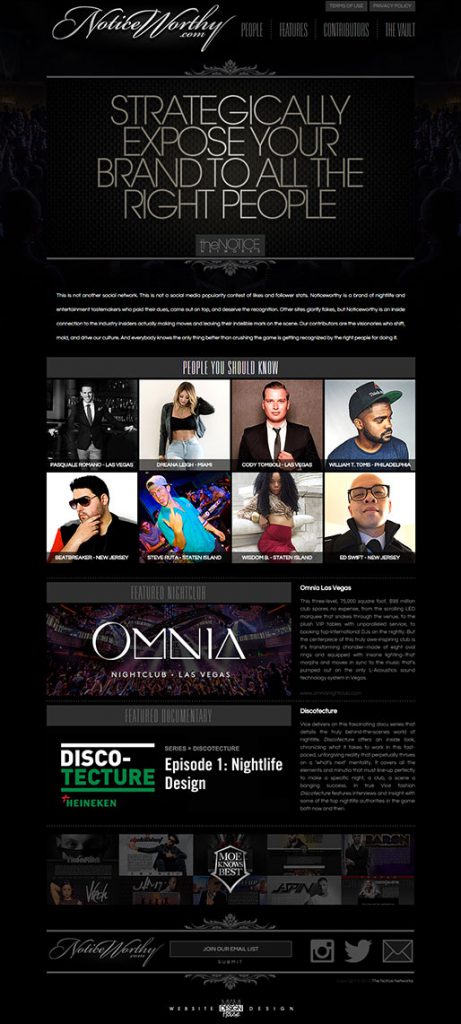 TERMS OF USE PRIVACY POLICY
NoticeWorthy
.com
PEOPLE FEATURES CONTRIBUTORS THE VAULT
STRATEGICALLY
EXPOSE YOUR
BRAND TO ALL THE
RIGHT PEOPLE
theNOTICE
NETWORKS
This is not another social network. This is not a social media popularity contest of likes and follower stats. Noticeworthy is a brand of nightlife and
entertainment tastemakers who paid their dues, came out on top, and deserve the recognition. Other sites glorify fakes, but Noticeworthy is an inside
connection to the industry insiders actually making moves and leaving their indelible mark on the scene. Our contributors are the visionaries who shift,
mold, and drive our culture. And everybody knows the only thing better than crushing the game is getting recognized by the right people for doing it.
PEOPLE YOU SHOULD KNOW
PASQUALE ROMANO - LAS VEGAS
DREANA LEIGH - MIAMI
CODY TOMBOLI - LAS VEGAS
WILLIAM T. TOMS - PHILADELPHIA
BEATBREAKER - NEW JERSEY
STEVE RUTA - STATEN ISLAND
WISDOM B. - STATEN ISLAND
ED SWIFT - NEW JERSEY
FEATURED NIGHTCLUB
OMNIA
NIGHTCLUB • LAS VEGAS
Omnia Las Vegas
This three-level, 75,000 square foot, $98 million
club spares no expense, from the scrolling LED
marquee that snakes through the venue, to the
plush VIP tables with unparalleled service, to
booking top international DJs on the nightly. But
the centerpiece of this truly awe-inspiring club is
it's transforming chandelier-made of eight oval
rings and equipped with insane lighting-that
morphs and moves in sync to the music that's
pumped out on the only L-Acoustics sound
technology system in Vegas.
www.omnianightclub.com
FEATURED DOCUMENTARY
DISCO-
TECTURE
HEINEKEN
SERIES > DISCOTECTURE
Episode 1: Nightlife
Design
Discotecture
Vice delivers on this fascinating docu series that
details the truly behind-the-scenes world of
nightlife. Discotecture offers an inside look,
chronicling what it takes to work in this fast-
paced, untiring reality that perpetually thrives
on a 'what's next' mentality. It covers all the
elements and minutia that must line-up perfectly
to make a specific night, a club, a scene a
banging success. In true Vice fashion
Discotecture features interviews and insight with
some of the top nightlife authorities in the game
both now and then.
MOE
KNOWS
BEST
NoticeWorthy
.com
JOIN OUR EMAIL LIST
SUBMIT
The Notice Networks
WEBSITE DESIGN